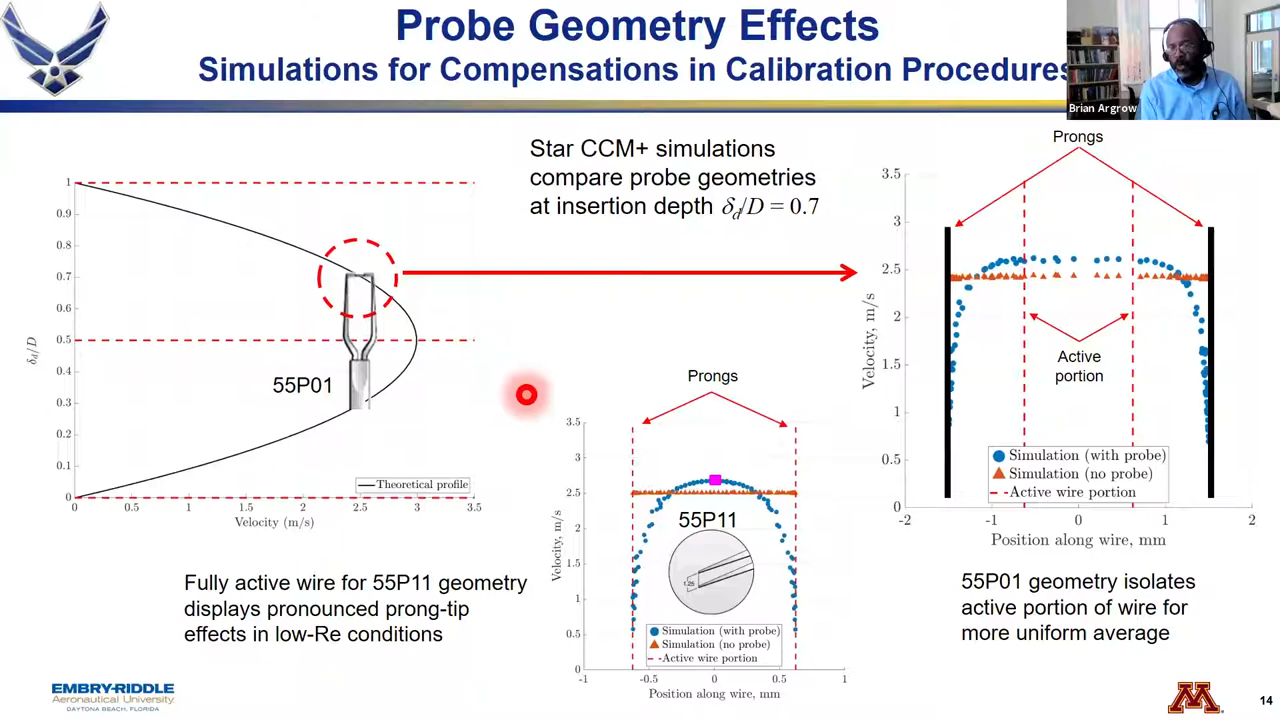 Probe Geometry Effects
Simulations for Compensations in Calibration Procedures
Brian Argrow
Star CCM+ simulations
compare probe geometries
at insertion depth δd/D = 0.7
1
0.9
0.8
0.7
0.6
0.5
0.4
0.3
0.2
0.1
0
δd/D
55P01
Theoretical profile
0 0.5 1 1.5 2 2.5 3 3.5
Velocity (m/s)
Prongs
3.5
3
2.5
2
1.5
1
0.5
0
Velocity, m/s
55P11
1.25
Simulation (with probe)
Simulation (no probe)
Active wire portion
-1 -0.5 0 0.5 1
Position along wire, mm
Prongs
3.5
3
2.5
2
1.5
1
0.5
0
Velocity, m/s
Active
portion
Simulation (with probe)
Simulation (no probe)
Active wire portion
-2 -1 0 1 2
Position along wire, mm
Fully active wire for 55P11 geometry
displays pronounced prong-tip
effects in low-Re conditions
55P01 geometry isolates
active portion of wire for
more uniform average
EMBRY-RIDDLE
Aeronautical University
DAYTONA BEACH, FLORIDA
M
14